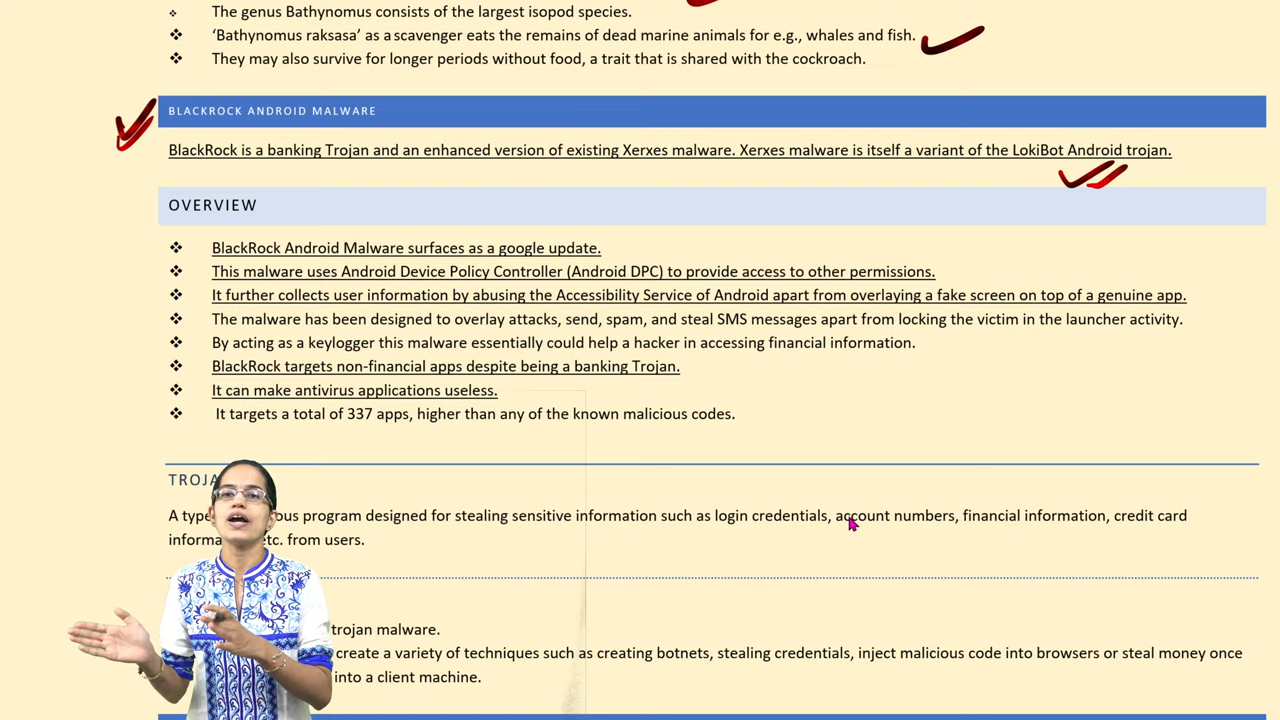 ❖ The genus Bathynomus consists of the largest isopod species.
❖ ‘Bathynomus raksasa’ as a scavenger eats the remains of dead marine animals for e.g., whales and fish.
❖ They may also survive for longer periods without food, a trait that is shared with the cockroach.
BLACKROCK ANDROID MALWARE
BlackRock is a banking Trojan and an enhanced version of existing Xerxes malware. Xerxes malware is itself a variant of the LokiBot Android trojan.
OVERVIEW
❖ BlackRock Android Malware surfaces as a google update.
❖ This malware uses Android Device Policy Controller (Android DPC) to provide access to other permissions.
❖ It further collects user information by abusing the Accessibility Service of Android apart from overlaying a fake screen on top of a genuine app.
❖ The malware has been designed to overlay attacks, send, spam, and steal SMS messages apart from locking the victim in the launcher activity.
❖ By acting as a keylogger this malware essentially could help a hacker in accessing financial information.
❖ BlackRock targets non-financial apps despite being a banking Trojan.
❖ It can make antivirus applications useless.
❖ It targets a total of 337 apps, higher than any of the known malicious codes.
A program designed for stealing sensitive information such as login credentials, account numbers, financial information, credit card
etc. from users.
trojan malware.
create a variety of techniques such as creating botnets, stealing credentials, inject malicious code into browsers or steal money once
into a client machine.